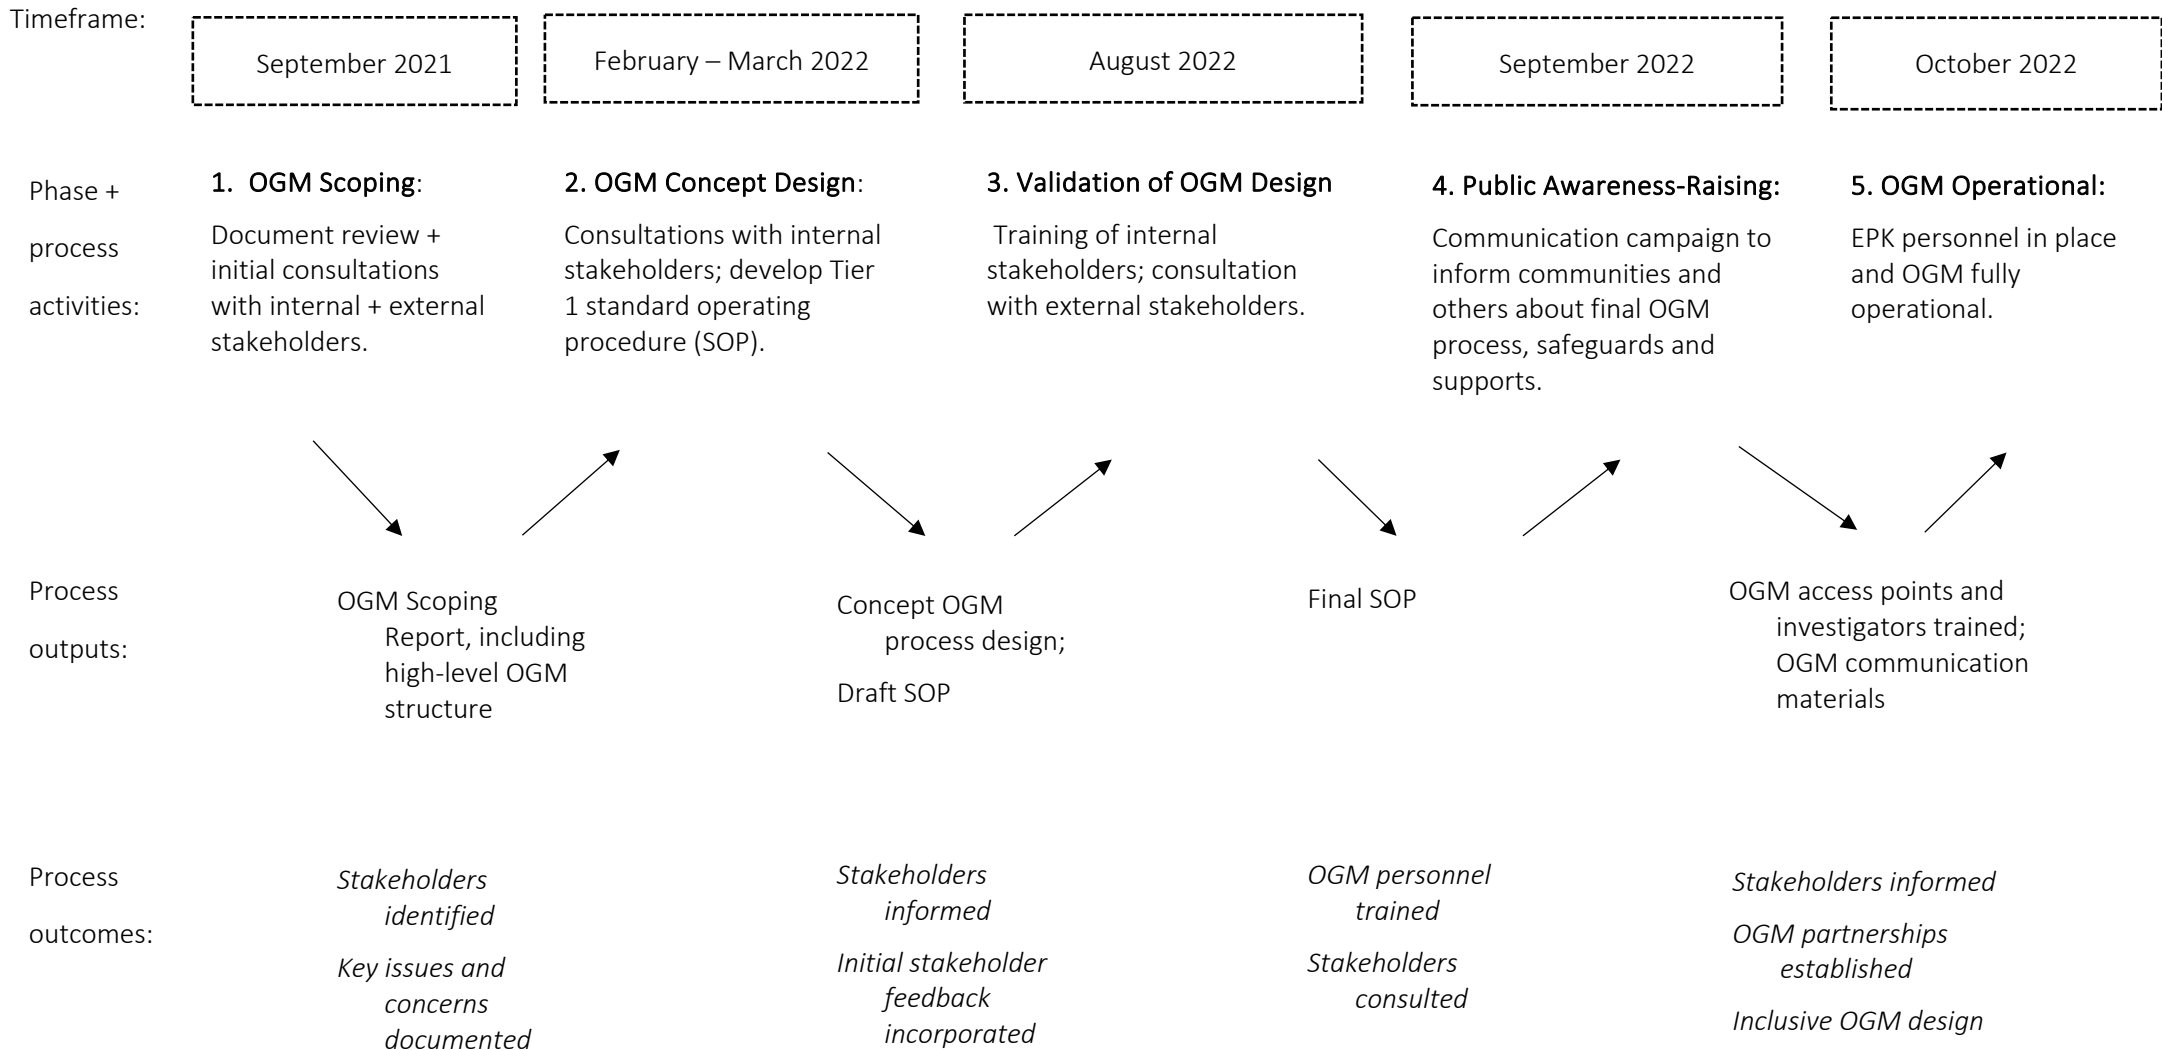 Timeframe:
September 2021
February – March 2022
August 2022
September 2022
October 2022
Phase +
process
activities:
1. OGM Scoping:
Document review +
initial consultations
with internal + external
stakeholders.
2. OGM Concept Design:
Consultations with internal
stakeholders; develop Tier
1 standard operating
procedure (SOP).
3. Validation of OGM Design
Training of internal
stakeholders; consultation
with external stakeholders.
4. Public Awareness-Raising:
Communication campaign to
inform communities and
others about final OGM
process, safeguards and
supports.
5. OGM Operational:
EPK personnel in place
and OGM fully
operational.
Process
outputs:
OGM Scoping
Report, including
high-level OGM
structure
Concept OGM
process design;
Draft SOP
Final SOP
OGM access points and
investigators trained;
OGM communication
materials
Process
outcomes:
Stakeholders
identified
Key issues and
concerns
documented
Stakeholders
informed
Initial stakeholder
feedback
incorporated
OGM personnel
trained
Stakeholders
consulted
Stakeholders informed
OGM partnerships
established
Inclusive OGM design